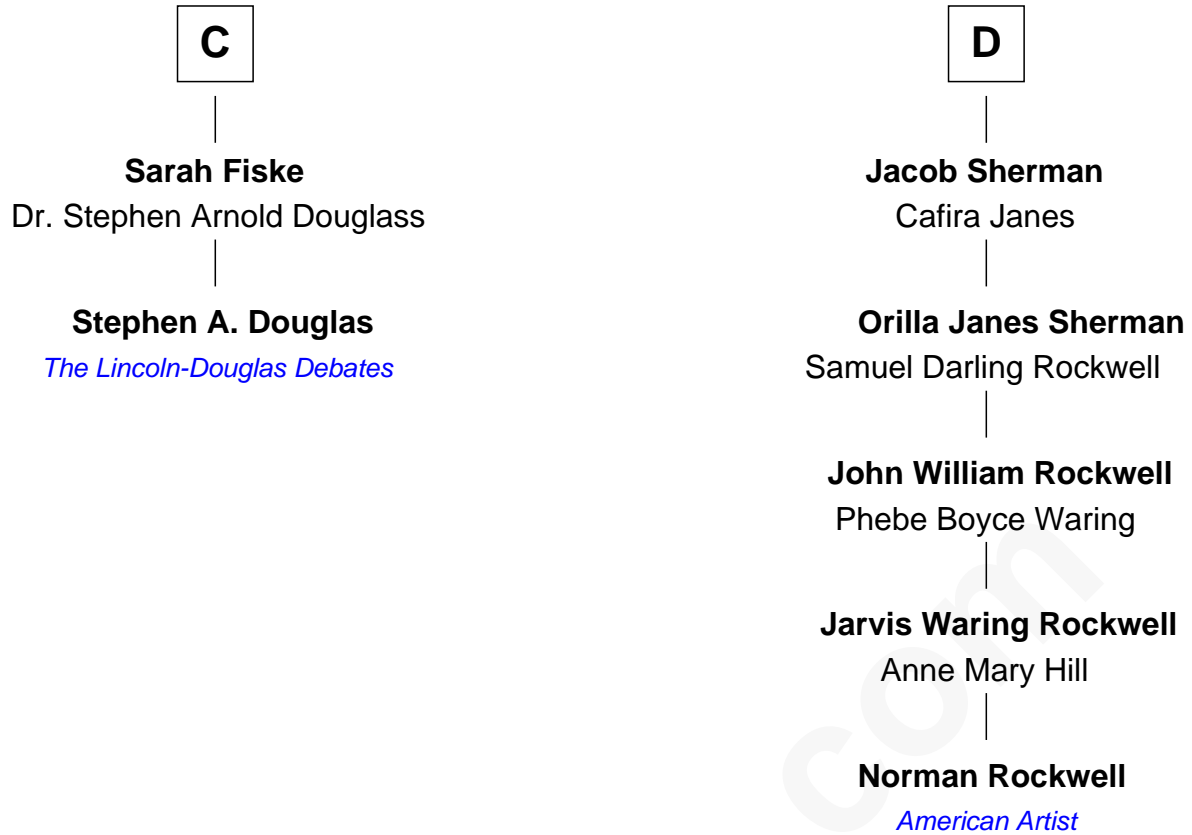 C
Sarah Fiske
Dr. Stephen Arnold Douglass
Stephen A. Douglas
The Lincoln-Douglas Debates
D
Jacob Sherman
Cafira Janes
Orilla Janes Sherman
Samuel Darling Rockwell
John William Rockwell
Phebe Boyce Waring
Jarvis Waring Rockwell
Anne Mary Hill
Norman Rockwell
American Artist
com